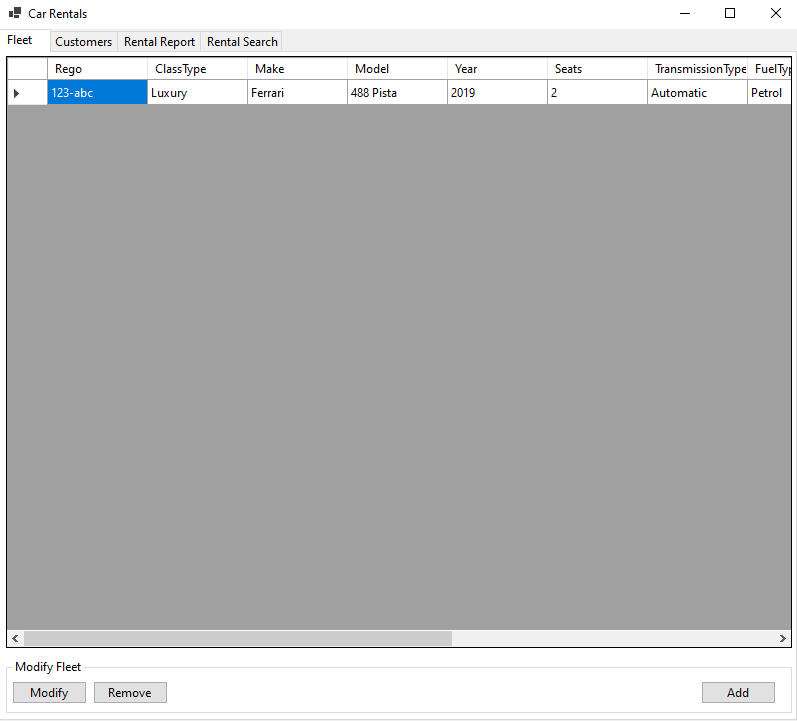 Car Rentals
Fleet Customers Rental Report Rental Search
Rego ClassType Make Model Year Seats TransmissionType FuelTyp
123-abc Luxury Ferrari 488 Pista 2019 2 Automatic Petrol
Modify Fleet
Modify Remove Add